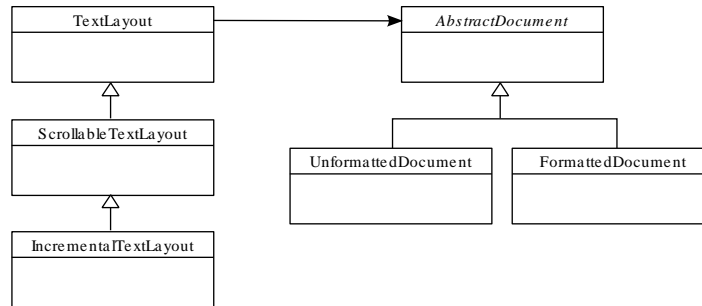 TextLayout
AbstractDocument
ScrollableTextLayout
UnformattedDocument
FormattedDocument
IncrementalTextLayout